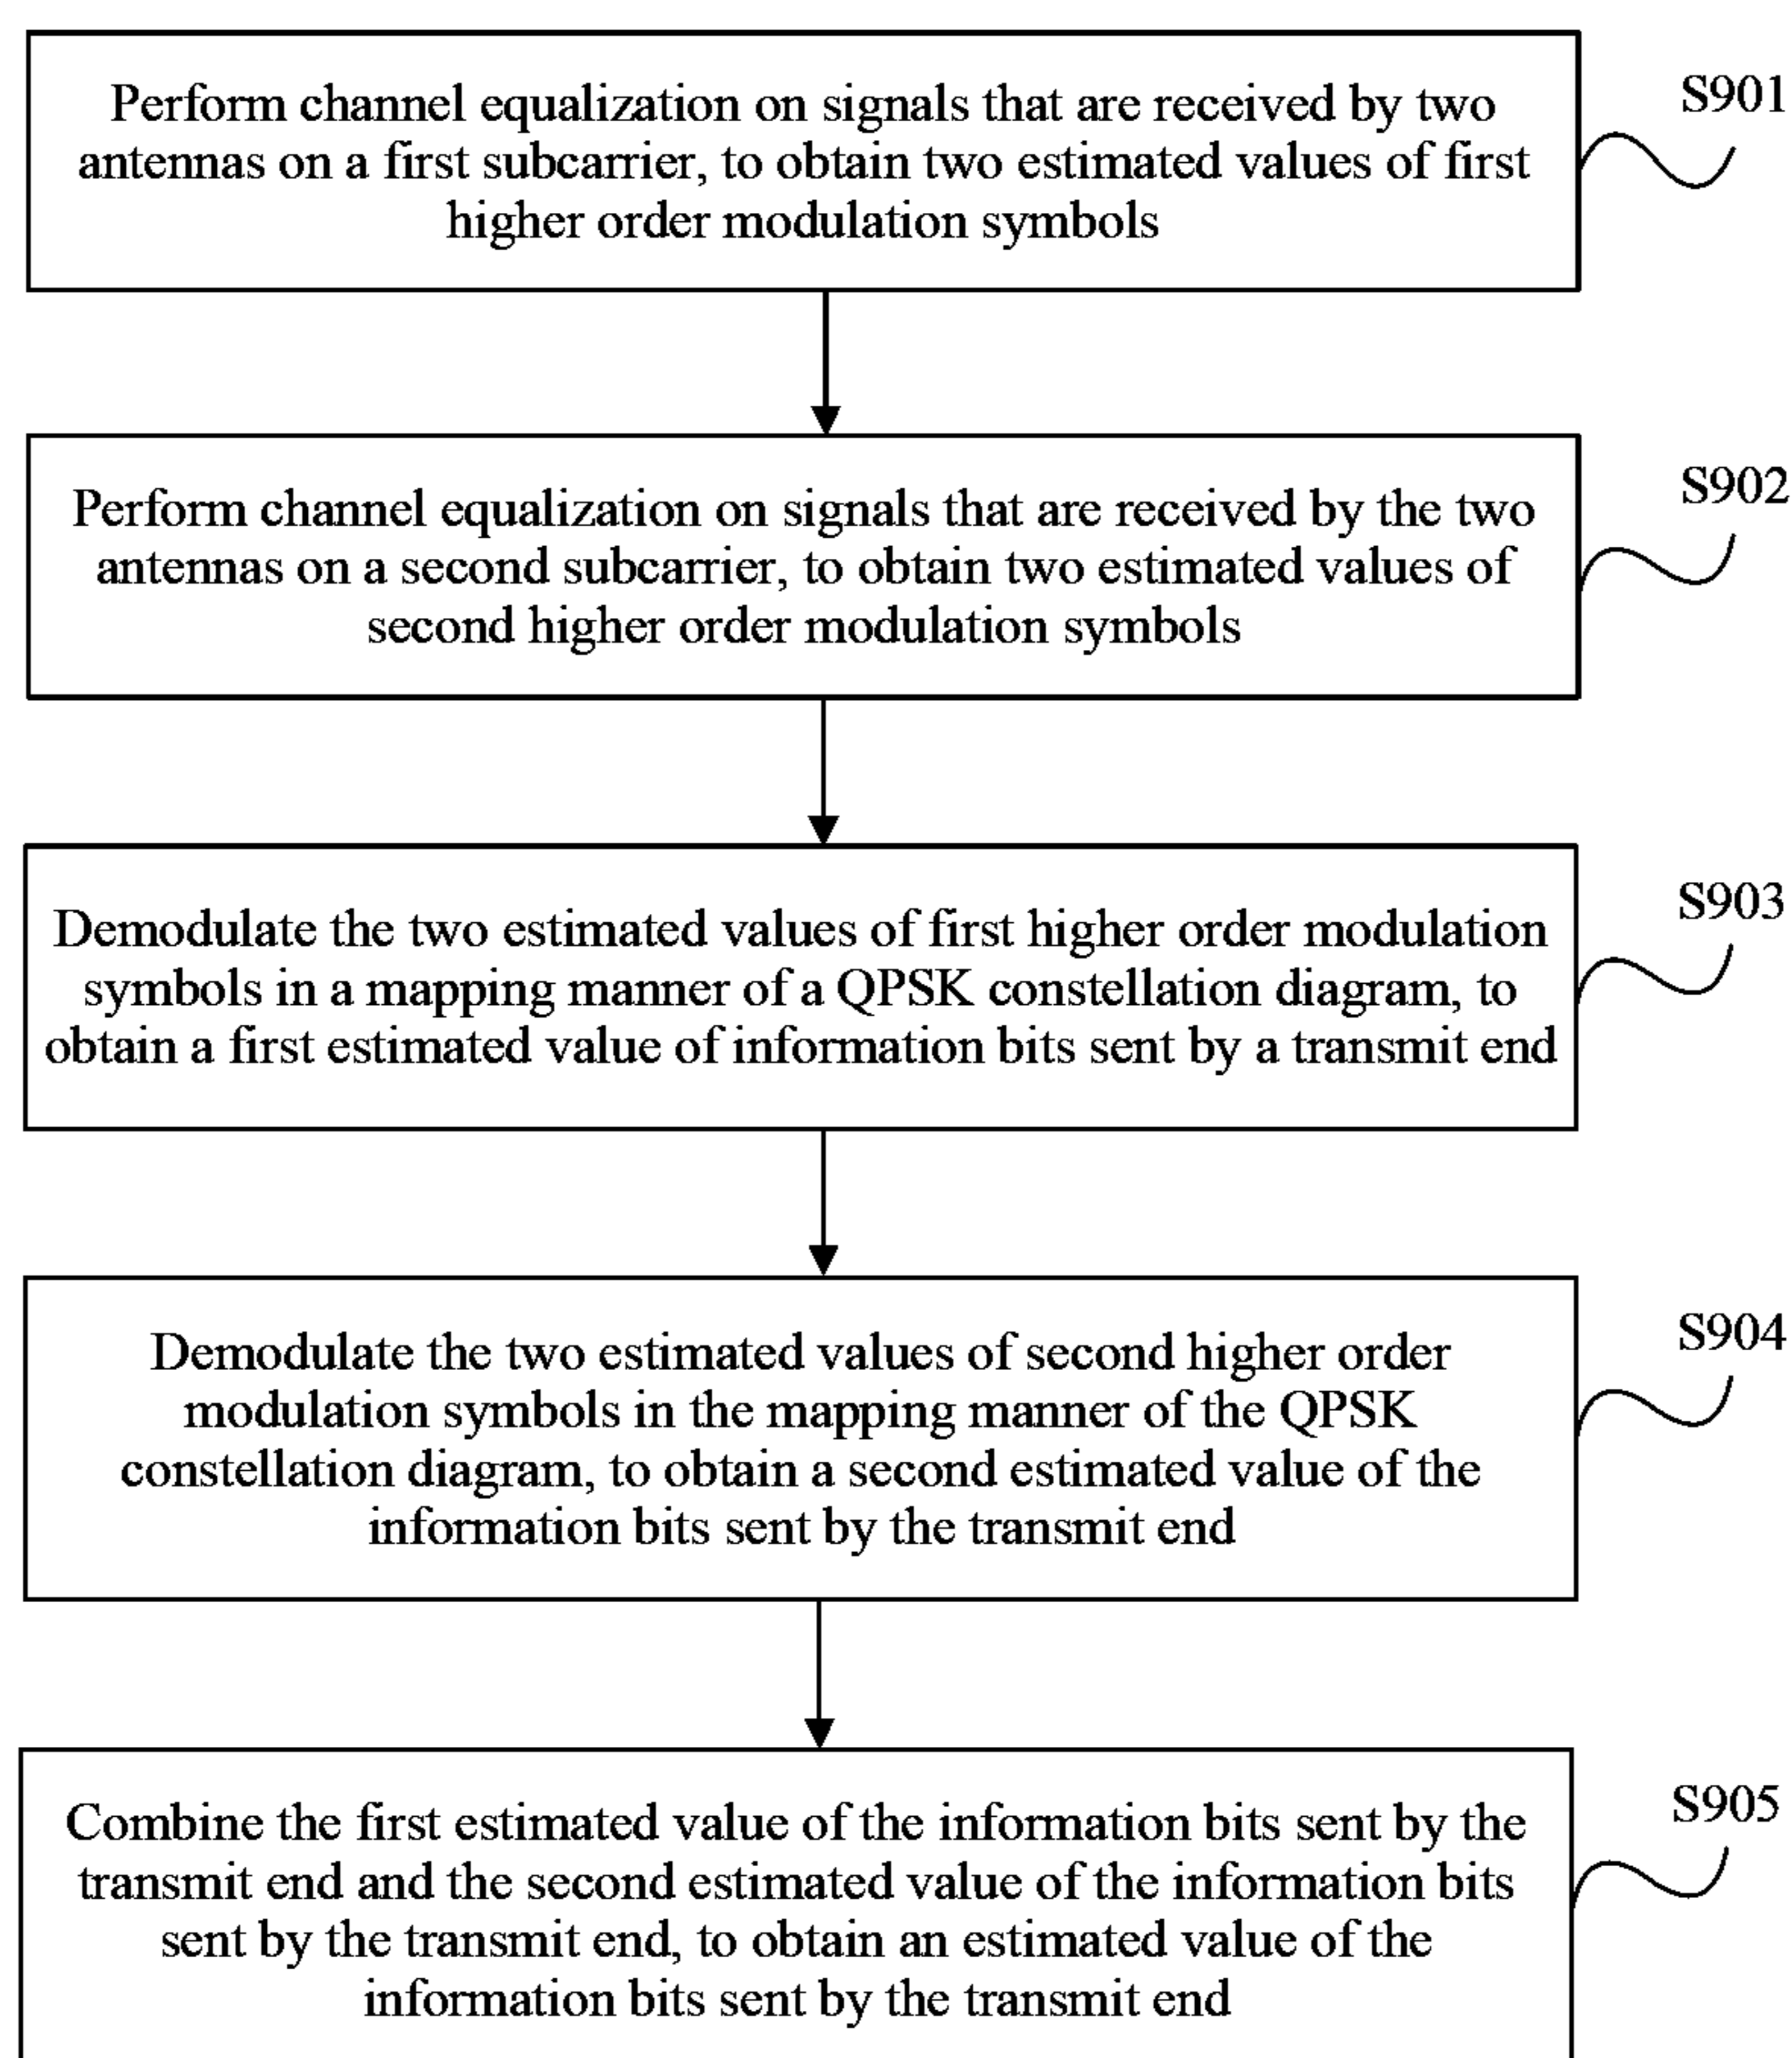 Perform channel equalization on signals that are received by two
antennas on a first subcarrier, to obtain two estimated values of first
higher order modulation symbols
S901
Perform channel equalization on signals that are received by the two
antennas on a second subcarrier, to obtain two estimated values of
second higher order modulation symbols
S902
Demodulate the two estimated values of first higher order modulation
symbols in a mapping manner of a QPSK constellation diagram, to
obtain a first estimated value of information bits sent by a transmit end
S903
Demodulate the two estimated values of second higher order
modulation symbols in the mapping manner of the QPSK
constellation diagram, to obtain a second estimated value of the
information bits sent by the transmit end
S904
Combine the first estimated value of the information bits sent by the
transmit end and the second estimated value of the information bits
sent by the transmit end, to obtain an estimated value of the
information bits sent by the transmit end
S905